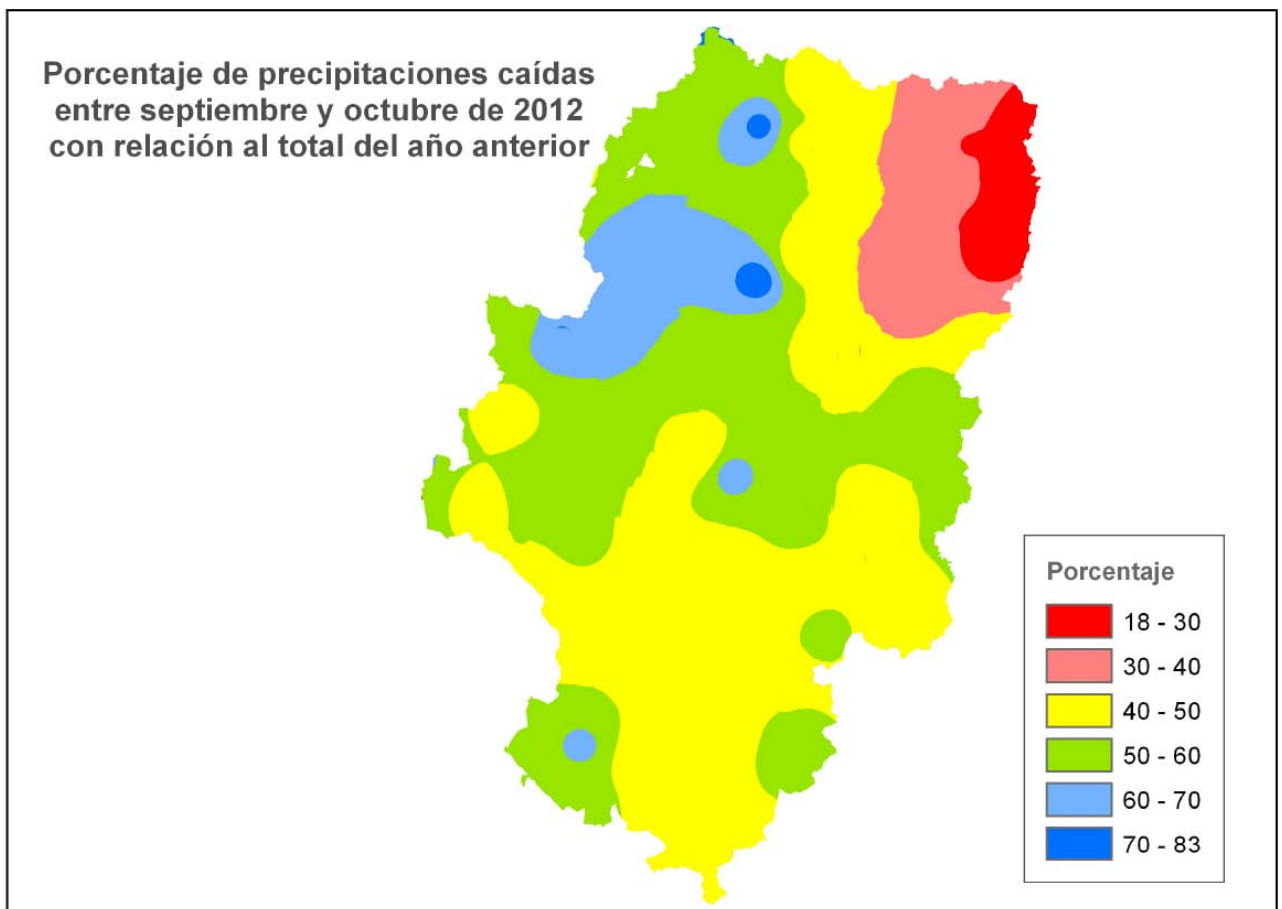 Porcentaje de precipitaciones caídas
entre septiembre y octubre de 2012
con relación al total del año anterior
Porcentaje
18 - 30
30 - 40
40 - 50
50 - 60
60 - 70
70 - 83